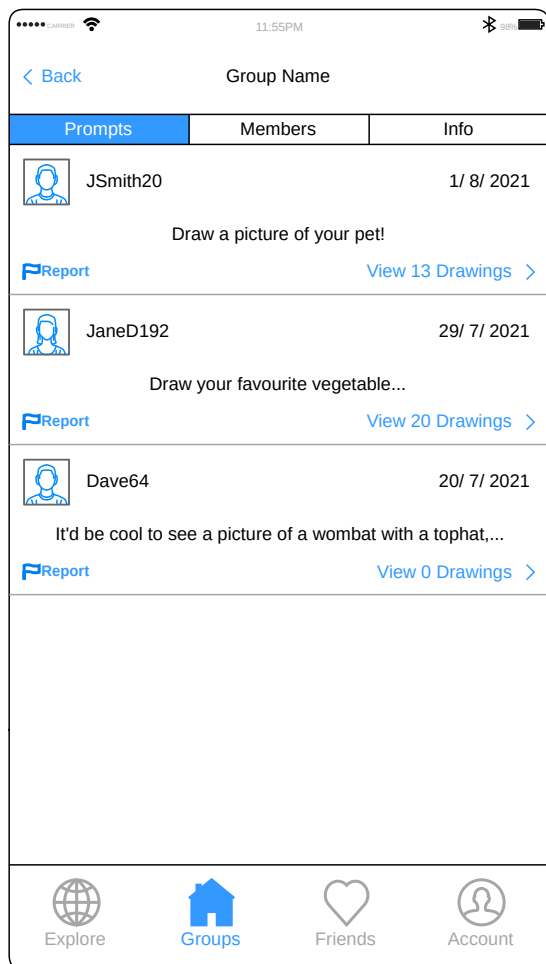 CARRIER 11:55PM 98%
Back Group Name
Prompts Members Info
JSmith20 1/ 8/ 2021
Draw a picture of your pet!
Report View 13 Drawings
JaneD192 29/ 7/ 2021
Draw your favourite vegetable...
Report View 20 Drawings
Dave64 20/ 7/ 2021
It'd be cool to see a picture of a wombat with a tophat,...
Report View 0 Drawings
Explore Groups Friends Account